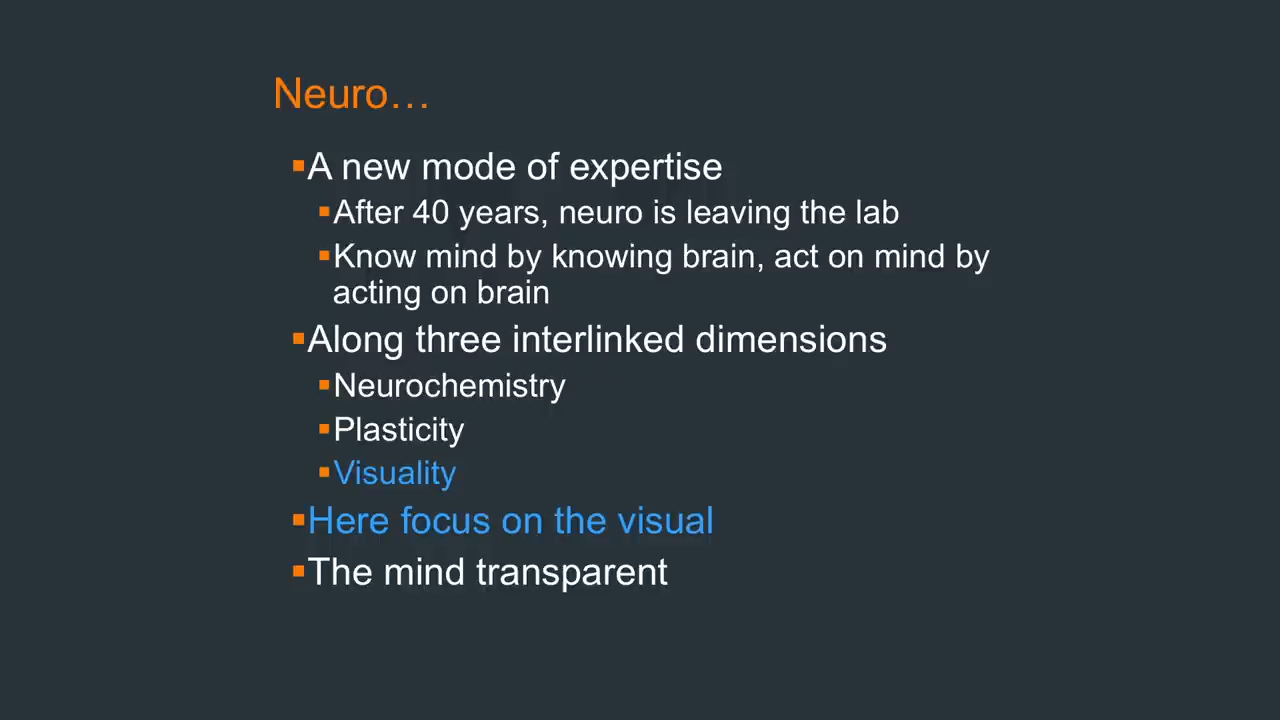 Neuro…
▪A new mode of expertise
▪After 40 years, neuro is leaving the lab
▪Know mind by knowing brain, act on mind by
acting on brain
▪Along three interlinked dimensions
▪Neurochemistry
▪Plasticity
▪Visuality
▪Here focus on the visual
▪The mind transparent